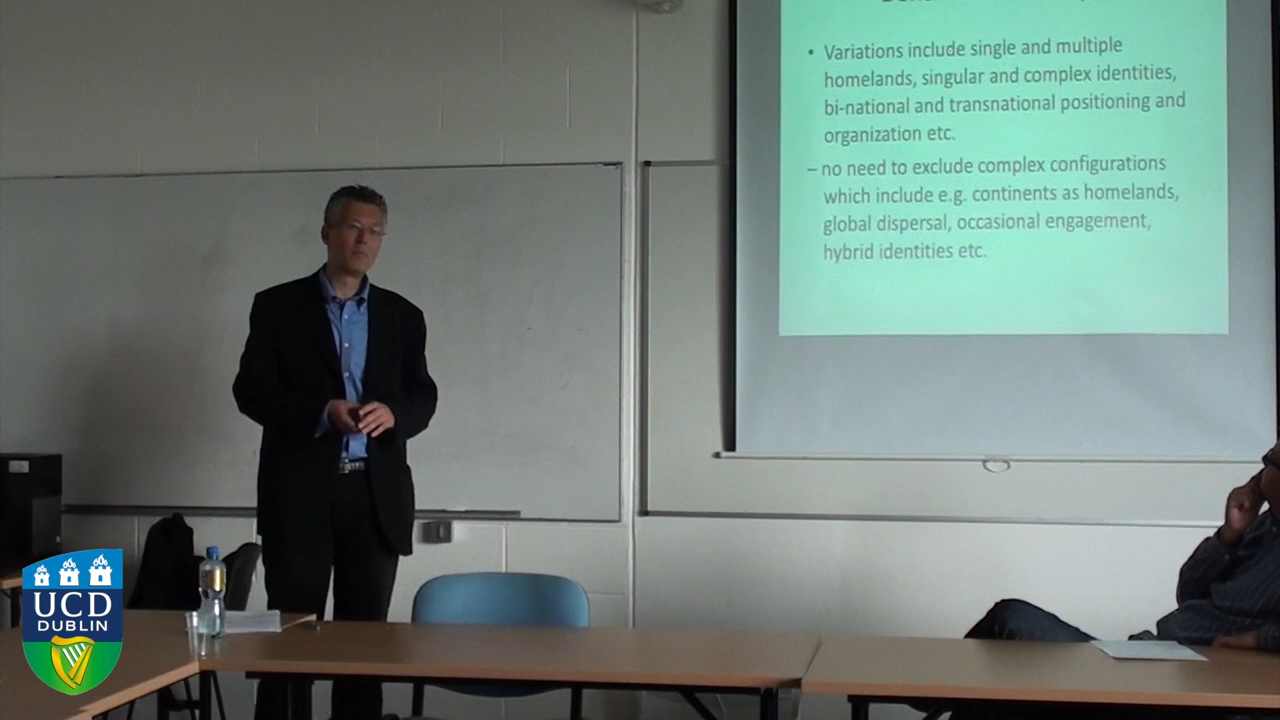 • Variations include single and multiple
homelands, singular and complex identities,
bi-national and transnational positioning and
organization etc.
– no need to exclude complex configurations
which include e.g. continents as homelands,
global dispersal, occasional engagement,
hybrid identities etc.
UCD
DUBLIN